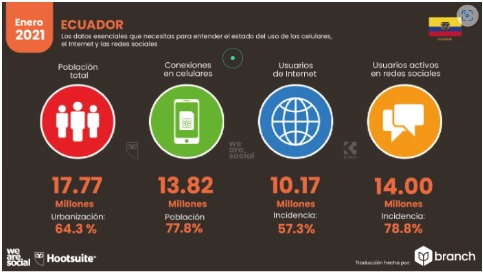 Enero
2021
ECUADOR
Los datos esenciales que necesitas para entender el estado del uso de los celulares,
el Internet y las redes sociales
ECUADOR
Población
total
Conexiones
en celulares
Usuarios
de Internet
Usuarios activos
en redes sociales
we
are.
social
17.77
Millones
Urbanización:
64.3 %
13.82
Millones
Población
77.8%
10.17
Millones
Incidencia:
57.3%
14.00
Millones
Incidencia:
78.8%
we
are.
social
Hootsuite®
Traducción hecha por:
branch